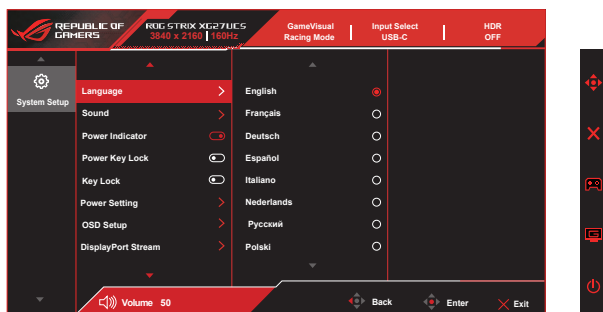 REPUBLIC OF
GAMERS
ROG STRIX XG27UCS
3840 x 2160 160Hz
GameVisual
Racing Mode
Input Select
USB-C
HDR
OFF
System Setup
Language
Sound
Power Indicator
Power Key Lock
Key Lock
Power Setting
OSD Setup
DisplayPort Stream
English
Français
Deutsch
Español
Italiano
Nederlands
Русский
Polski
Volume 50
Back
Enter
Exit